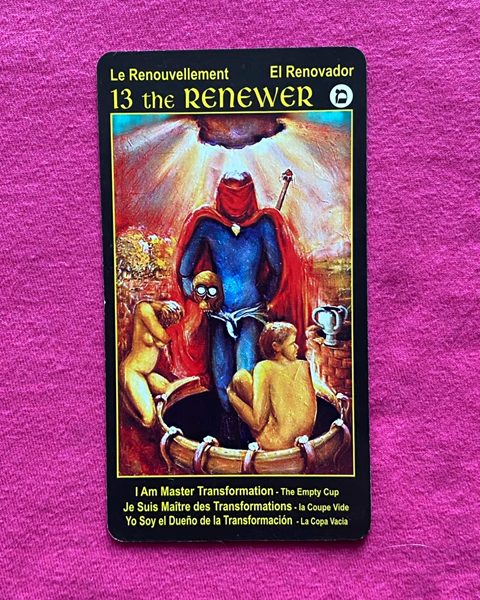 Le Renouvellement El Renovador
13 the RENEWER מ
I Am Master Transformation - The Empty Cup
Je Suis Maître des Transformations - la Coupe Vide
Yo Soy el Dueño de la Transformación - La Copa Vacia